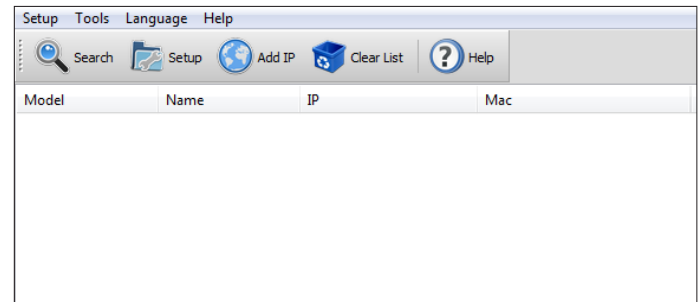 Setup Tools Language Help
Search Setup Add IP Clear List Help
Model Name IP Mac